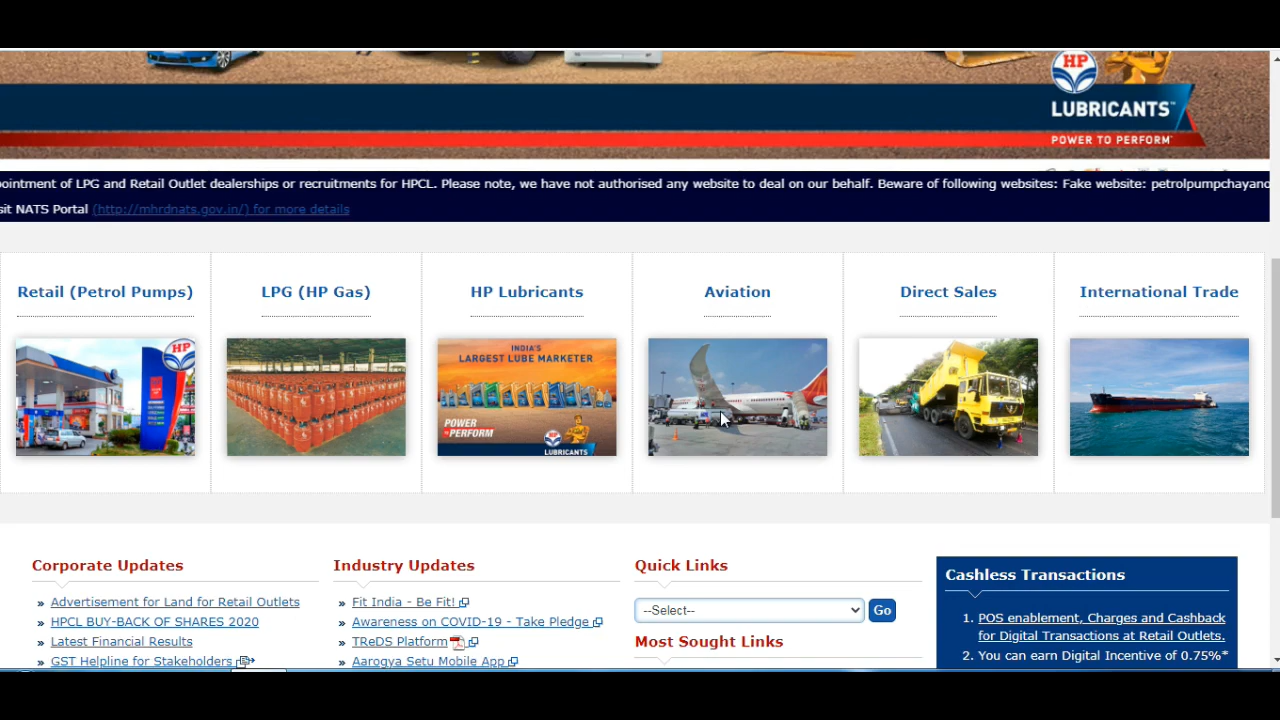 HP
LUBRICANTS™
POWER TO PERFORM™
ointment of LPG and Retail Outlet dealerships or recruitments for HPCL. Please note, we have not authorised any website to deal on our behalf. Beware of following websites: Fake website: petrolpumpchayano
sit NATS Portal (http://mhrdnats.gov.in/) for more details
Retail (Petrol Pumps)
LPG (HP Gas)
HP Lubricants
Aviation
Direct Sales
International Trade
HP
INDIA'S
LARGEST LUBE MARKETER
POWER
TO PERFORM
LUBRICANTS
Corporate Updates
» Advertisement for Land for Retail Outlets
» HPCL BUY-BACK OF SHARES 2020
» Latest Financial Results
» GST Helpline for Stakeholders
Industry Updates
» Fit India - Be Fit!
» Awareness on COVID-19 - Take Pledge
» TReDS Platform
» Aarogya Setu Mobile App
Quick Links
--Select--
Go
Most Sought Links
Cashless Transactions
1. POS enablement, Charges and Cashback
for Digital Transactions at Retail Outlets.
2. You can earn Digital Incentive of 0.75%*